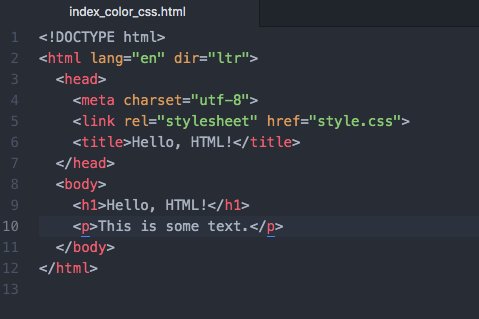 index_color_css.html
1 <!DOCTYPE html>
2 <html lang="en" dir="ltr">
3   <head>
4     <meta charset="utf-8">
5     <link rel="stylesheet" href="style.css">
6     <title>Hello, HTML!</title>
7   </head>
8   <body>
9     <h1>Hello, HTML!</h1>
10     <p>This is some text.</p>
11   </body>
12 </html>
13